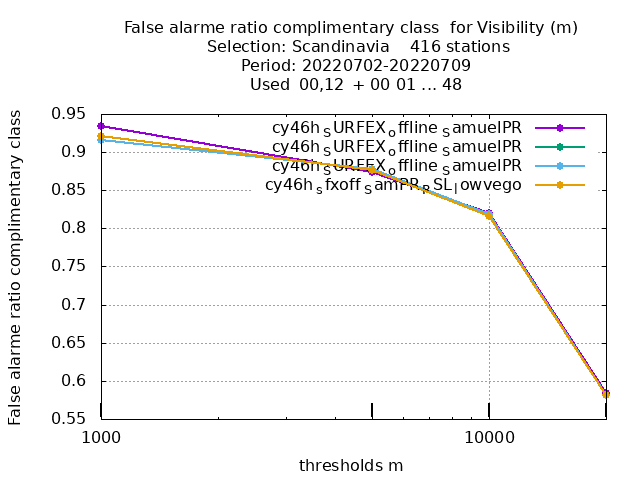 False alarme ratio complimentary class  for Visibility (m)
Selection: Scandinavia    416 stations
Period: 20220702-20220709
Used  00,12  + 00 01 ... 48
False alarme ratio complimentary class
0.95
0.9
0.85
0.8
0.75
0.7
0.65
0.6
0.55
cy46h_SURFEX_offline_SamuelPR
cy46h_SURFEX_offline_SamuelPR
cy46h_SURFEX_offline_SamuelPR
cy46h_sfxoff_SamPR_RSL_lowvego
1000
10000
thresholds m